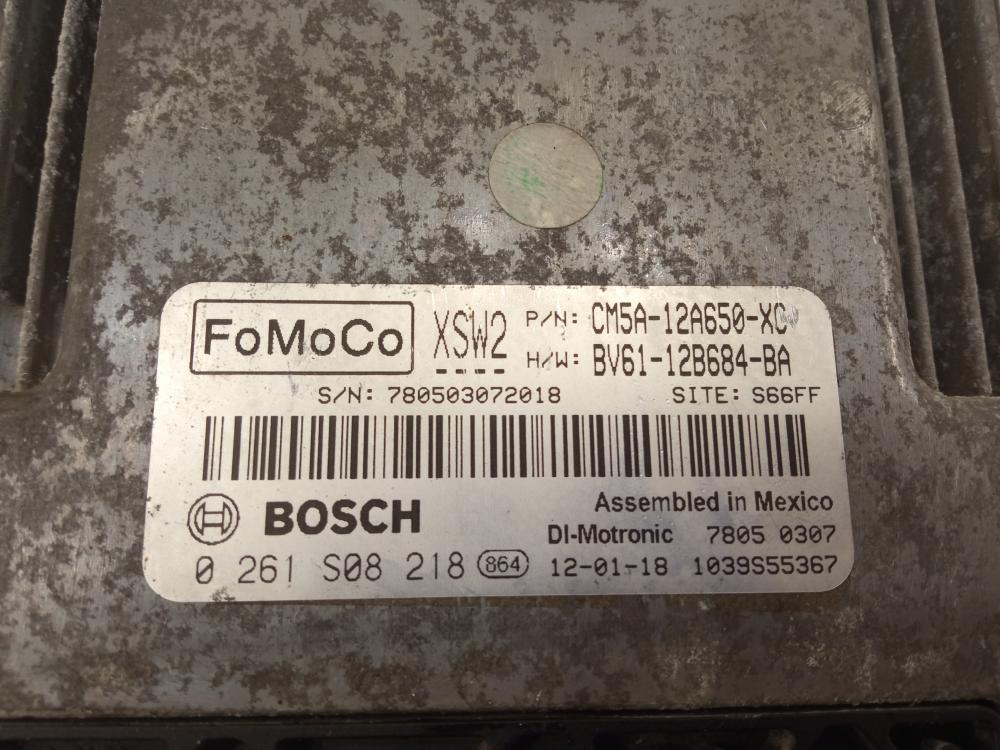 FoMoCo XSW2 P/N: CM5A-12A650-XC
H/W: BV61-12B684-BA
S/N: 780503072018 SITE: S66FF
Assembled in Mexico
BOSCH DI-Motronic 7805 0307
0 261 S08 218 864 12-01-18 1039S55367